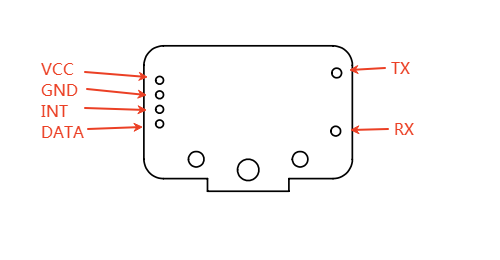 VCC
GND
INT
DATA
TX
RX